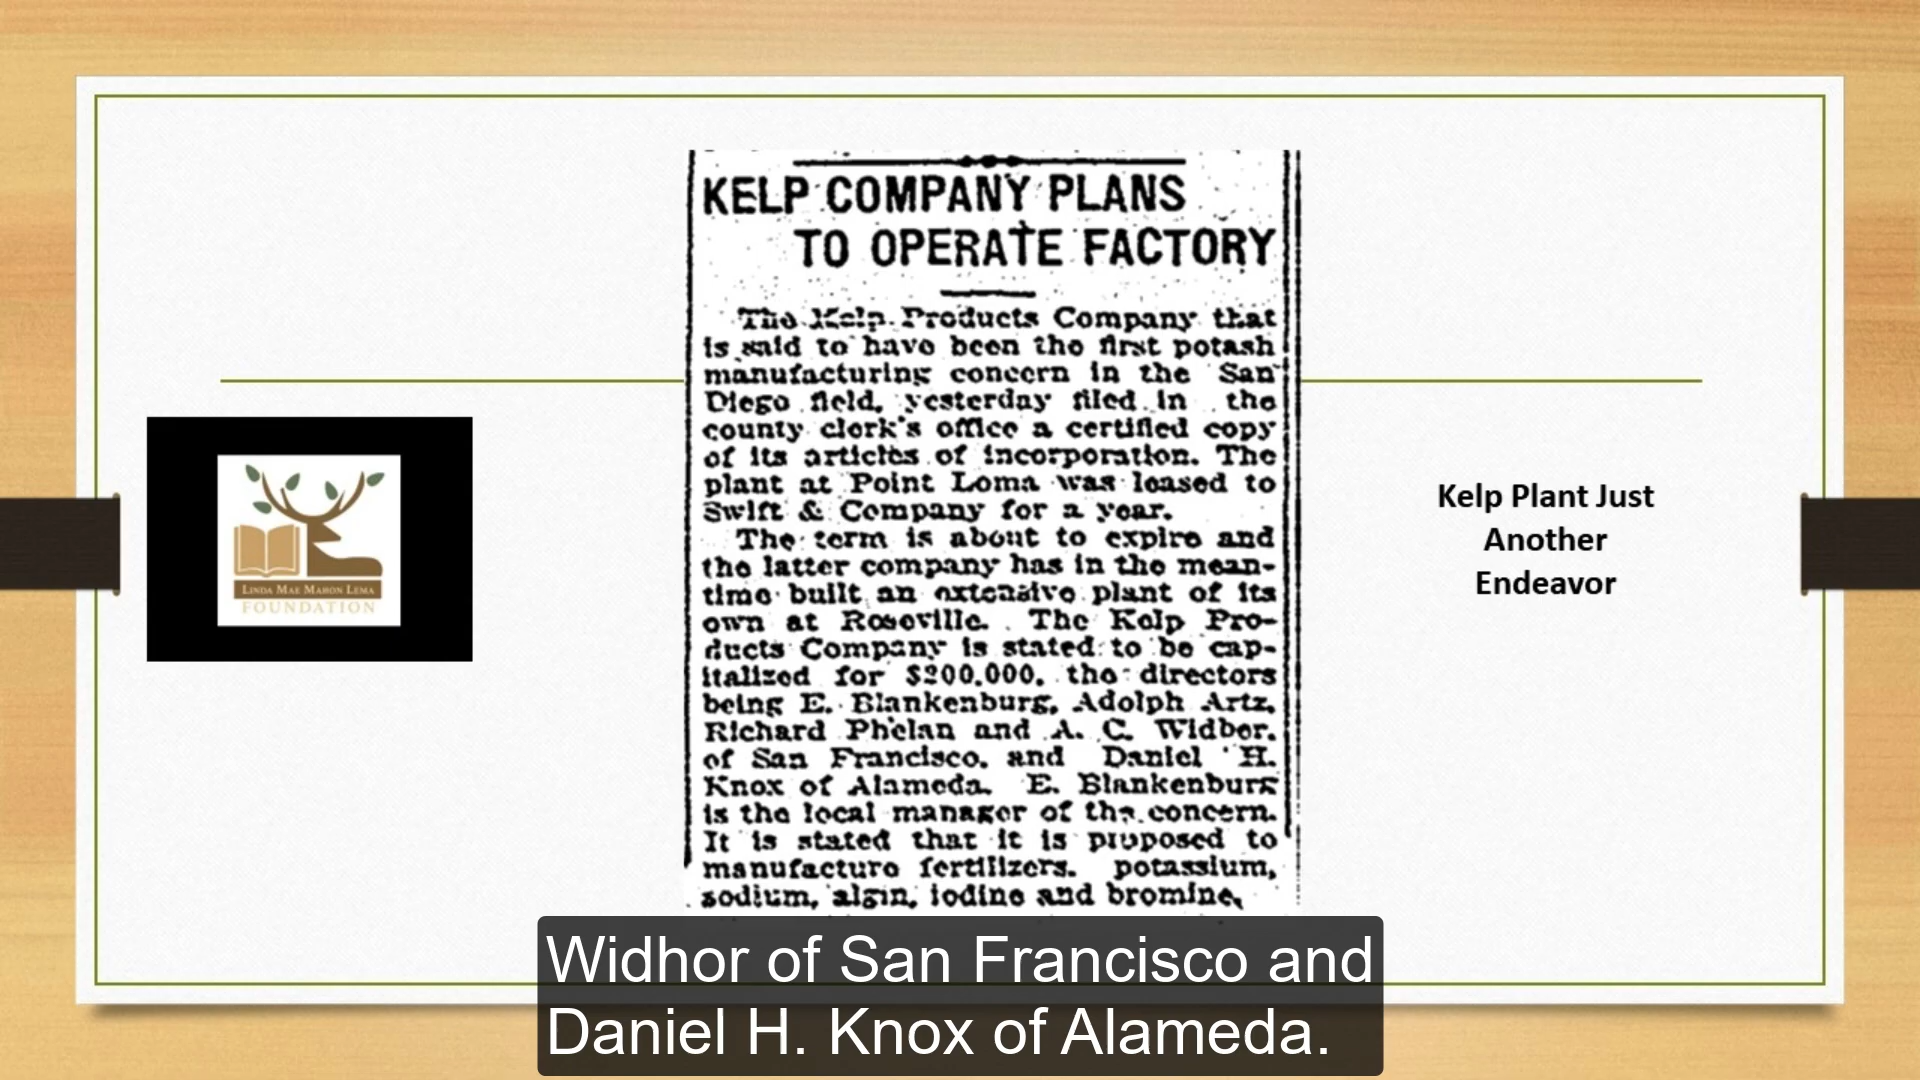 KELP COMPANY PLANS
TO OPERATE FACTORY
The Kelp Products Company that
is said to have been the first potash
manufacturing concern in the San
Diego field, yesterday filed in the
county clerk's office a certified copy
of its articles of incorporation. The
plant at Point Loma was leased to
Swift & Company for a year.
The term is about to expire and
the latter company has in the mean-
time built an extensive plant of its
own at Roseville. The Kelp Pro-
ducts Company is stated to be cap-
italized for $200,000, the directors
being E. Blankenburg, Adolph Artz,
Richard Phelan and A. C. Widber,
of San Francisco, and Daniel H.
Knox of Alameda. E. Blankenburg
is the local manager of the concern.
It is stated that it is proposed to
manufacture fertilizers, potassium,
sodium, algin, iodine and bromine,
LINDA MAE MAHON LEMA
FOUNDATION
Kelp Plant Just
Another
Endeavor
Widhor of San Francisco and
Daniel H. Knox of Alameda.